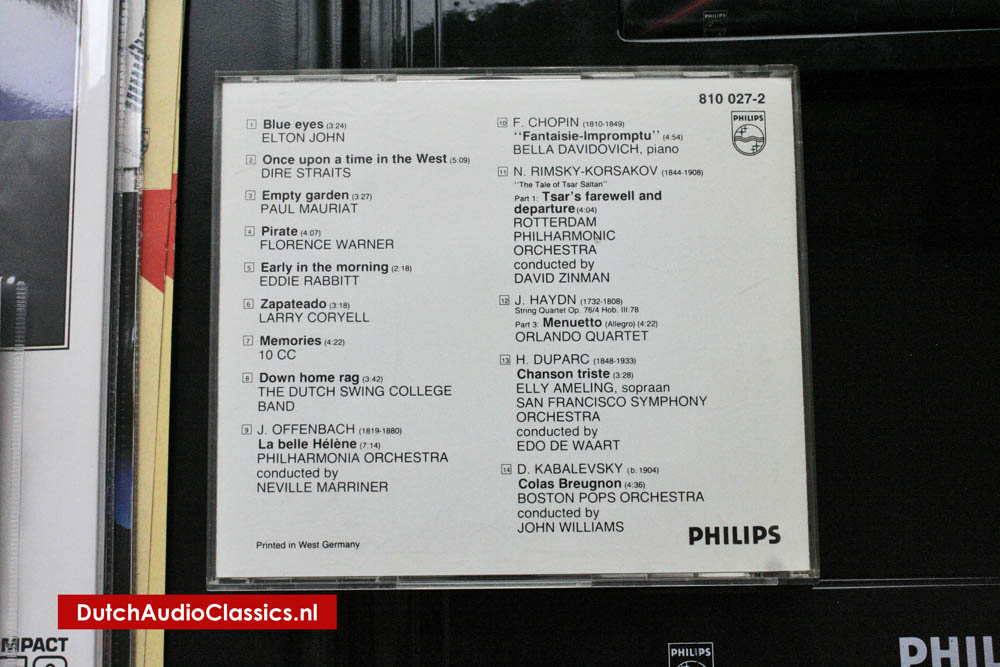 PHILIPS
810 027-2
PHILIPS
1 Blue eyes (3:24)
ELTON JOHN
2 Once upon a time in the West (5:09)
DIRE STRAITS
3 Empty garden (3:27)
PAUL MAURIAT
4 Pirate (4:07)
FLORENCE WARNER
5 Early in the morning (2:18)
EDDIE RABBITT
6 Zapateado (3:18)
LARRY CORYELL
7 Memories (4:22)
10 CC
8 Down home rag (3:42)
THE DUTCH SWING COLLEGE
BAND
9 J. OFFENBACH (1819-1880)
La belle Hélène (7:14)
PHILHARMONIA ORCHESTRA
conducted by
NEVILLE MARRINER
Printed in West Germany
10 F. CHOPIN (1810-1849)
"Fantaisie-Impromptu" (4:54)
BELLA DAVIDOVICH, piano
11 N. RIMSKY-KORSAKOV (1844-1908)
"The Tale of Tsar Saltan"
Part 1: Tsar's farewell and
departure (4:04)
ROTTERDAM
PHILHARMONIC
ORCHESTRA
conducted by
DAVID ZINMAN
12 J. HAYDN (1732-1808)
String Quartet Op. 76/4 Hob. III:78
Part 3: Menuetto (Allegro) (4:22)
ORLANDO QUARTET
13 H. DUPARC (1848-1933)
Chanson triste (3:28)
ELLY AMELING, sopraan
SAN FRANCISCO SYMPHONY
ORCHESTRA
conducted by
EDO DE WAART
14 D. KABALEVSKY (b. 1904)
Colas Breugnon (4:36)
BOSTON POPS ORCHESTRA
conducted by
JOHN WILLIAMS
PHILIPS
DutchAudioClassics.nl
MPACT
PHILIPS
PHIL